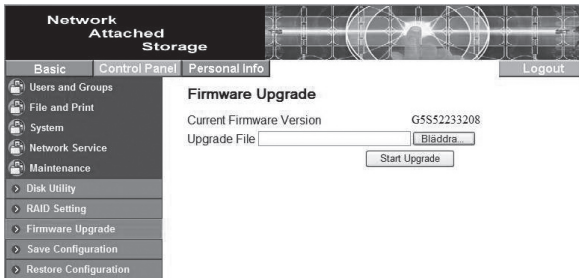 Network
Attached
Storage
Basic Control Panel Personal Info Logout
Users and Groups
File and Print
System
Network Service
Maintenance
Disk Utility
RAID Setting
Firmware Upgrade
Save Configuration
Restore Configuration
Firmware Upgrade
Current Firmware Version G5S52233208
Upgrade File Bläddra...
Start Upgrade